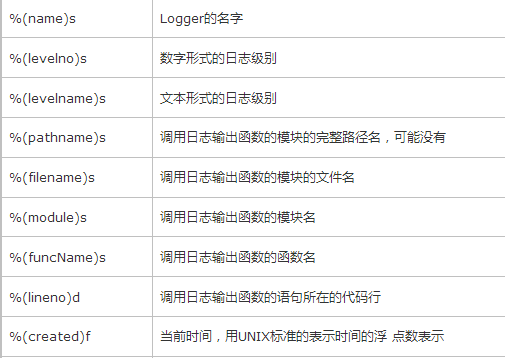 %(name)s Logger的名字
%(levelno)s 数字形式的日志级别
%(levelname)s 文本形式的日志级别
%(pathname)s 调用日志输出函数的模块的完整路径名，可能没有
%(filename)s 调用日志输出函数的模块的文件名
%(module)s 调用日志输出函数的模块名
%(funcName)s 调用日志输出函数的函数名
%(lineno)d 调用日志输出函数的语句所在的代码行
%(created)f 当前时间，用UNIX标准的表示时间的浮 点数表示